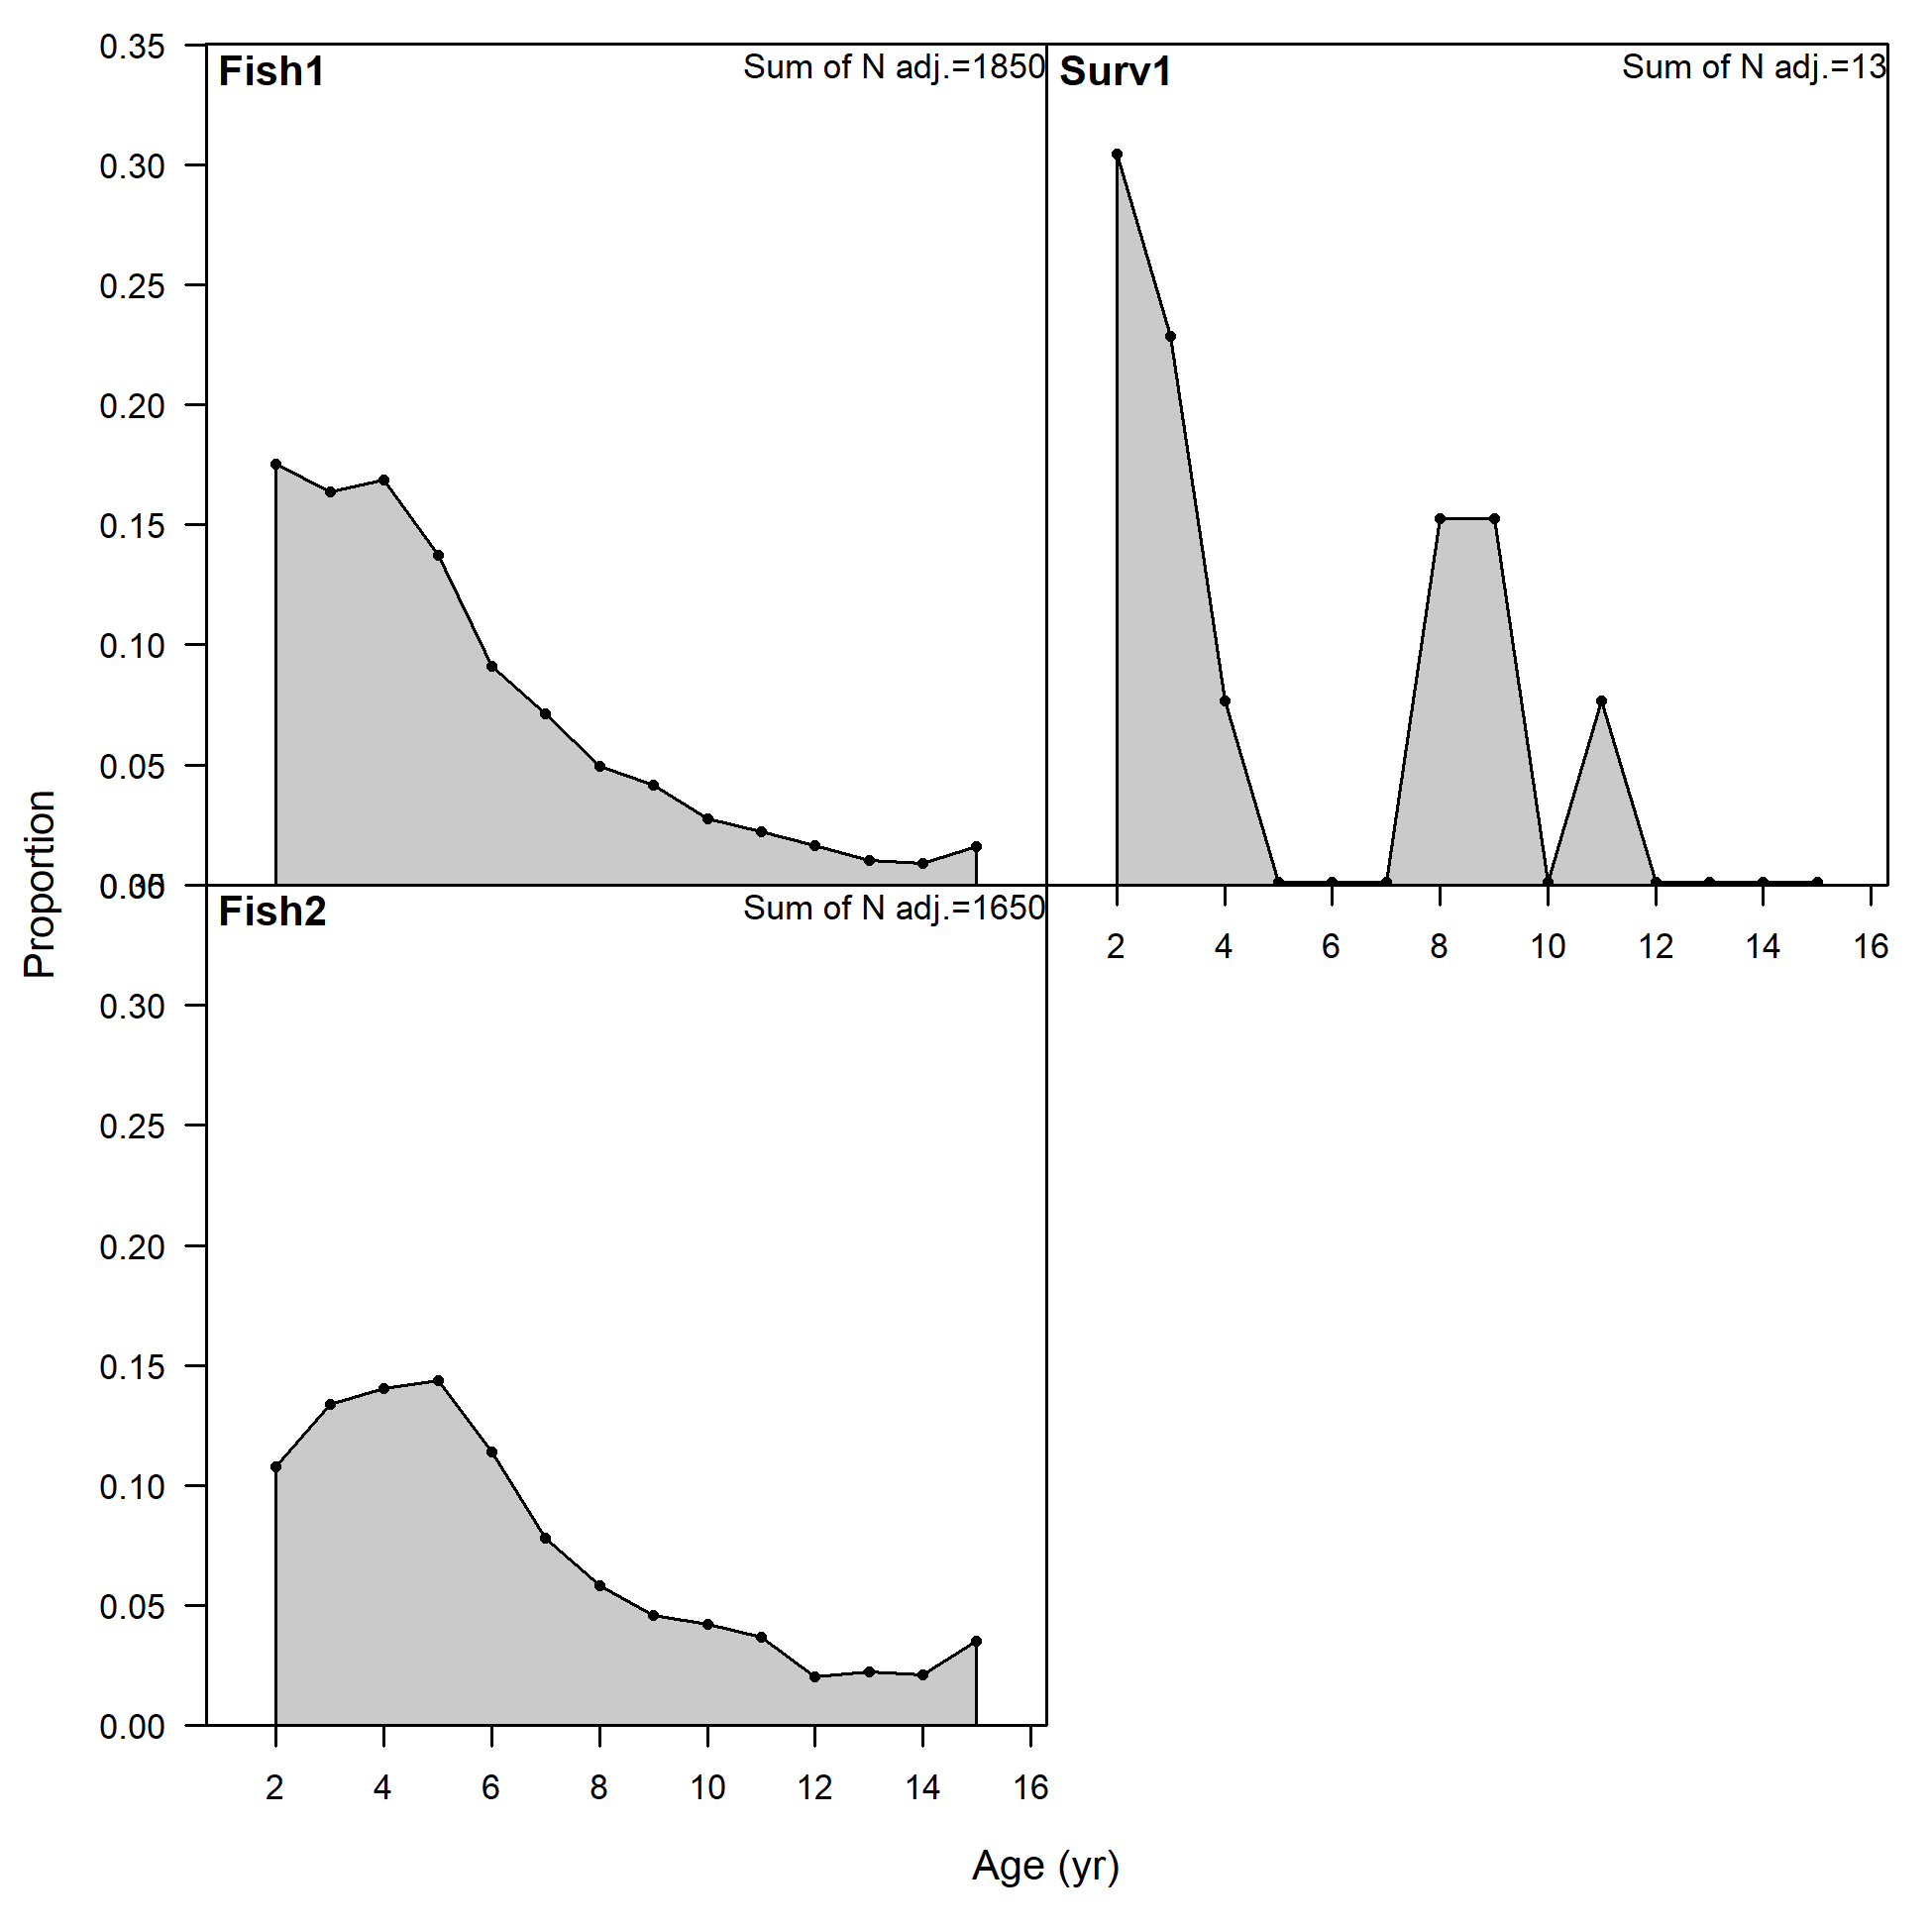 0.35
Fish1
Sum of N adj.=1850
Surv1
Sum of N adj.=13
0.30
0.25
0.20
0.15
0.10
0.05
0.00
Fish2
Sum of N adj.=1650
2 4 6 8 10 12 14 16
0.30
0.25
0.20
0.15
0.10
0.05
0.00
2 4 6 8 10 12 14 16
Proportion
Age (yr)